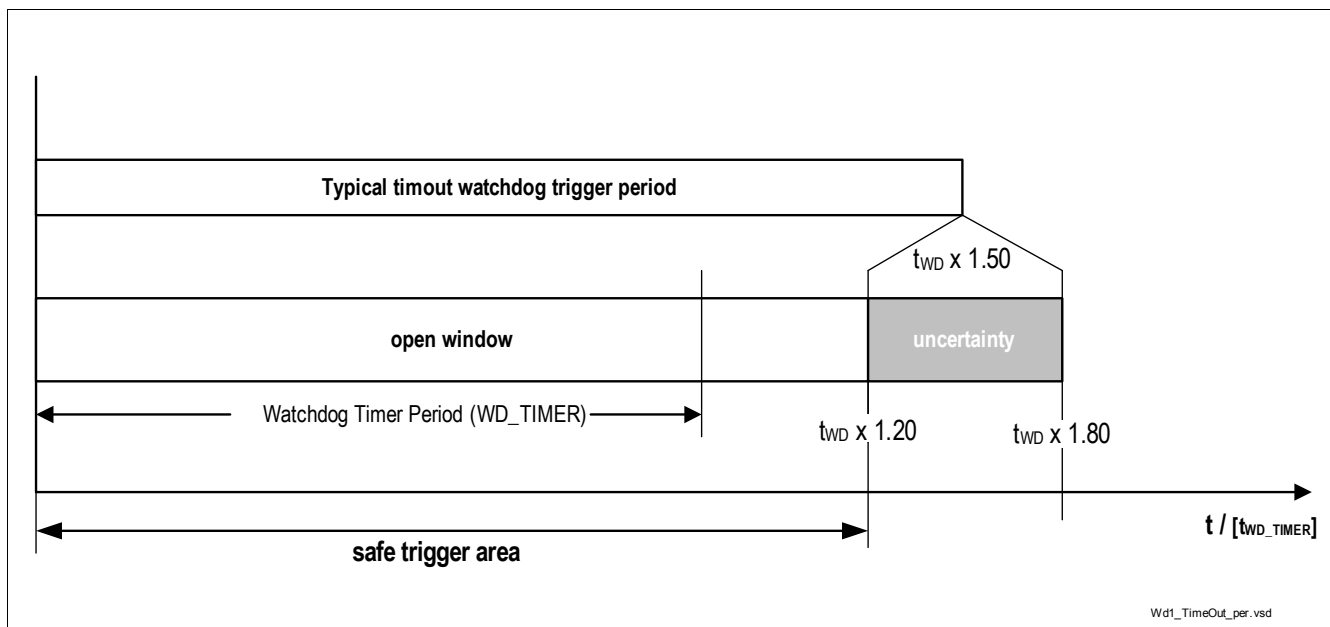 Typical timout watchdog trigger period
tWD x 1.50
open window
uncertainty
Watchdog Timer Period (WD_TIMER)
tWD x 1.20
tWD x 1.80
t / [tWD_TIMER]
safe trigger area
Wd1_TimeOut_per.vsd